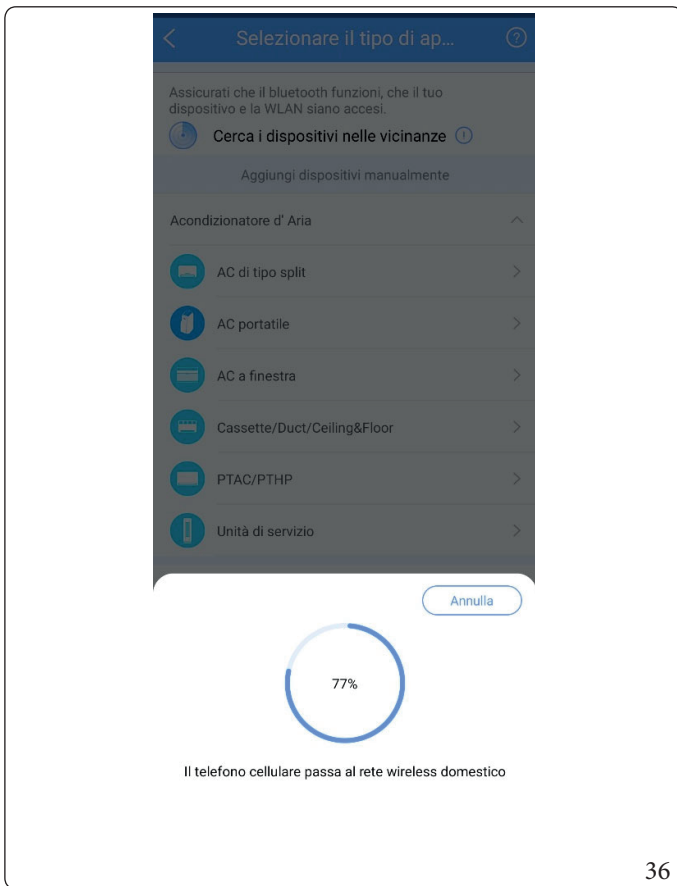 Selezionare il tipo di ap...
Assicurati che il bluetooth funzioni, che il tuo
dispositivo e la WLAN siano accesi.
Cerca i dispositivi nelle vicinanze
Aggiungi dispositivi manualmente
Acondizionatore d' Aria
AC di tipo split
AC portatile
AC a finestra
Cassette/Duct/Ceiling&Floor
PTAC/PTHP
Unità di servizio
Annulla
77%
Il telefono cellulare passa al rete wireless domestico
36